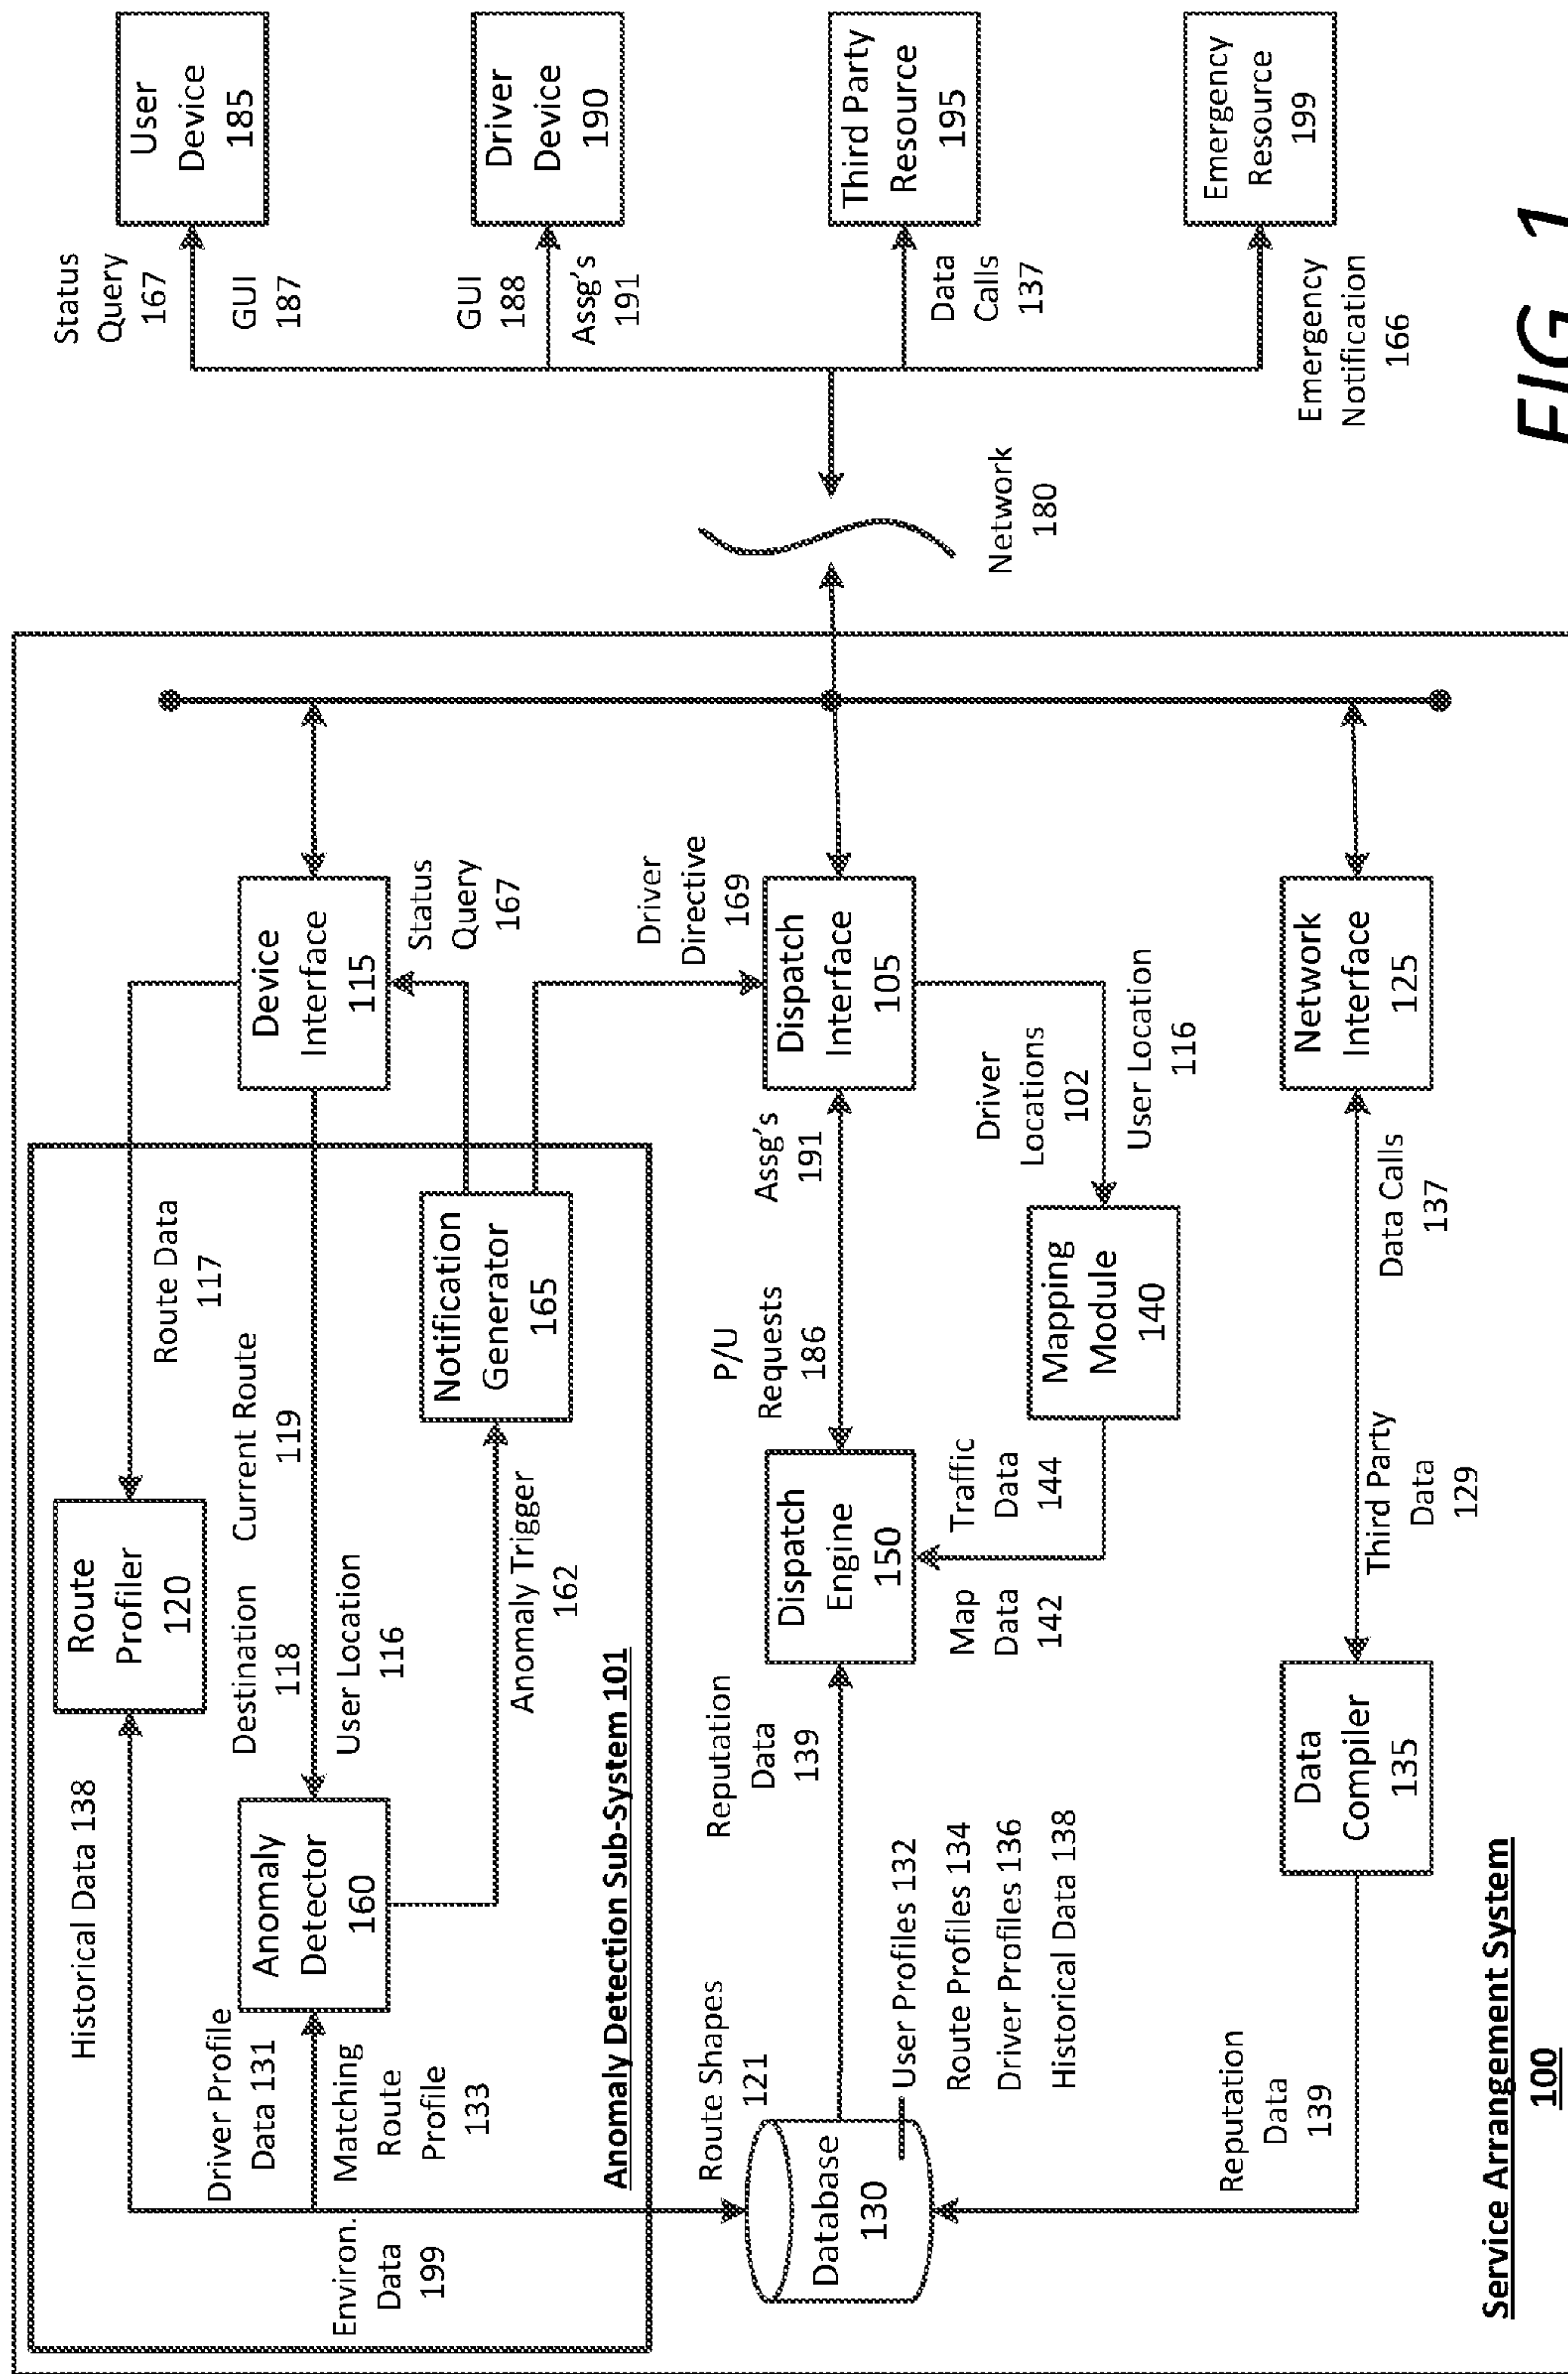 Historical Data 138
Route
Profiler
120
Route Data
117
Driver Profile
Data 131
Matching
Route
Profile
133
Environ.
Data
199
Anomaly
Detector
160
Destination
118
Current Route
119
User Location
116
Anomaly Trigger
162
Notification
Generator
165
Anomaly Detection Sub-System 101
Device
Interface
115
Status
Query
167
Driver
Directive
169
Route Shapes
121
Database
130
User Profiles 132
Route Profiles 134
Driver Profiles 136
Historical Data 138
Reputation
Data
139
Dispatch
Engine
150
P/U
Requests
186
Assg's
191
Dispatch
Interface
105
Map
Data
142
Traffic
Data
144
Mapping
Module
140
Driver
Locations
102
User Location
116
Reputation
Data
139
Data
Compiler
135
Third Party
Data
129
Data Calls
137
Network
Interface
125
Service Arrangement System
100
Network
180
Status
Query
167
GUI
187
User
Device
185
GUI
188
Assg's
191
Driver
Device
190
Data
Calls
137
Third Party
Resource
195
Emergency
Notification
166
Emergency
Resource
199
FIG. 1